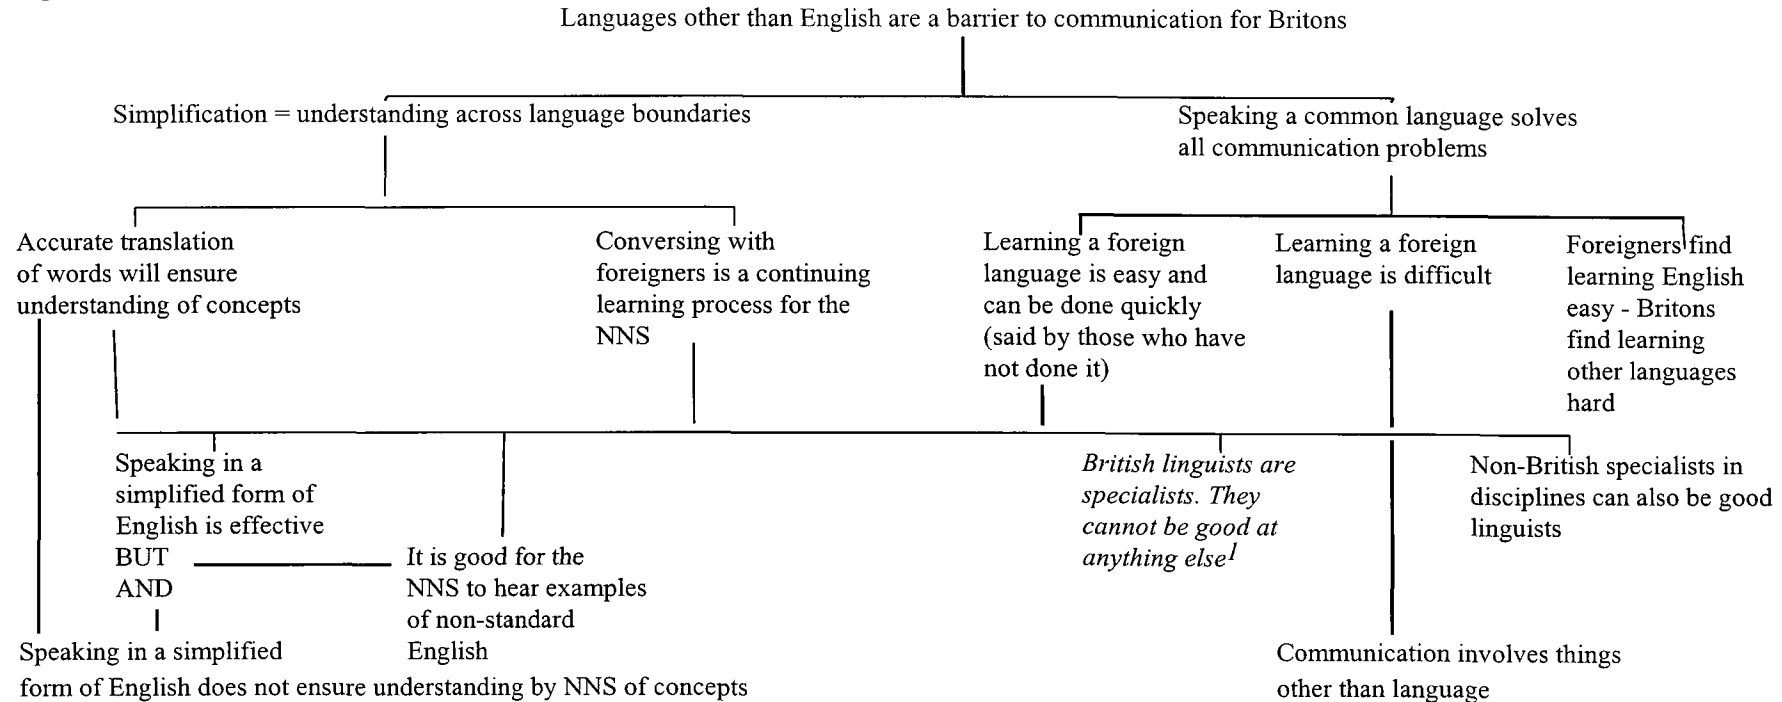 Languages other than English are a barrier to communication for Britons
Simplification = understanding across language boundaries
Speaking a common language solves
all communication problems
Accurate translation
of words will ensure
understanding of concepts
Conversing with
foreigners is a continuing
learning process for the
NNS
Learning a foreign
language is easy and
can be done quickly
(said by those who have
not done it)
Learning a foreign
language is difficult
Foreigners find
learning English
easy - Britons
find learning
other languages
hard
Speaking in a
simplified form of
English is effective
BUT
AND
It is good for the
NNS to hear examples
of non-standard
English
British linguists are
specialists. They
cannot be good at
anything else1
Non-British specialists in
disciplines can also be good
linguists
Speaking in a simplified
form of English does not ensure understanding by NNS of concepts
Communication involves things
other than language